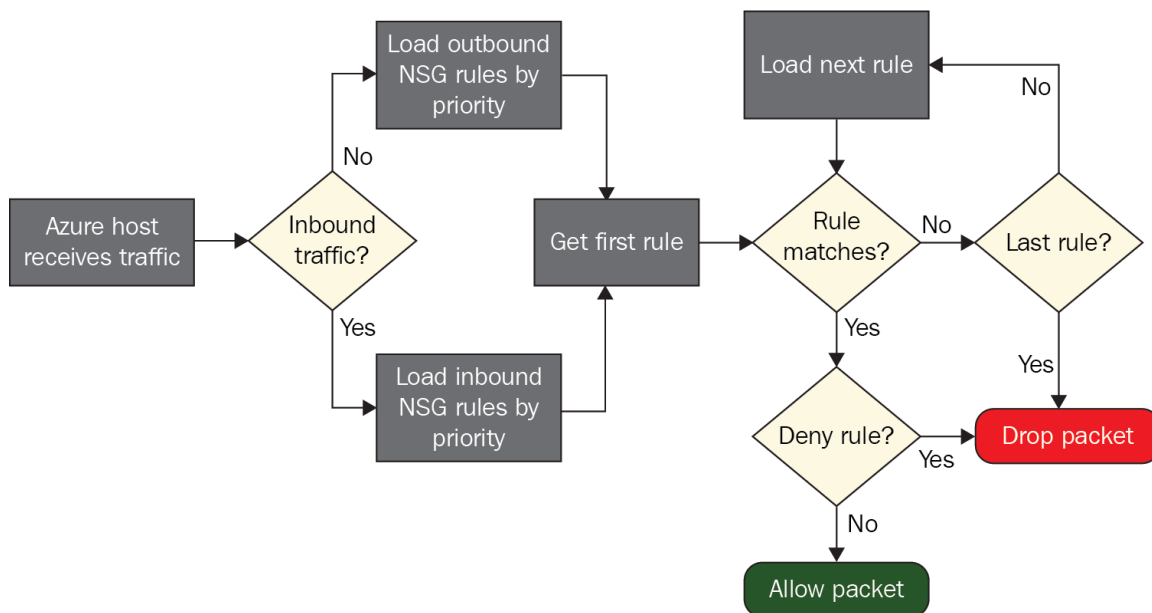 Azure host
receives traffic
Inbound
traffic?
No
Load outbound
NSG rules by
priority
Yes
Load inbound
NSG rules by
priority
Get first rule
Rule
matches?
No
Last rule?
No
Load next rule
Yes
Drop packet
Yes
Deny rule?
Yes
No
Allow packet